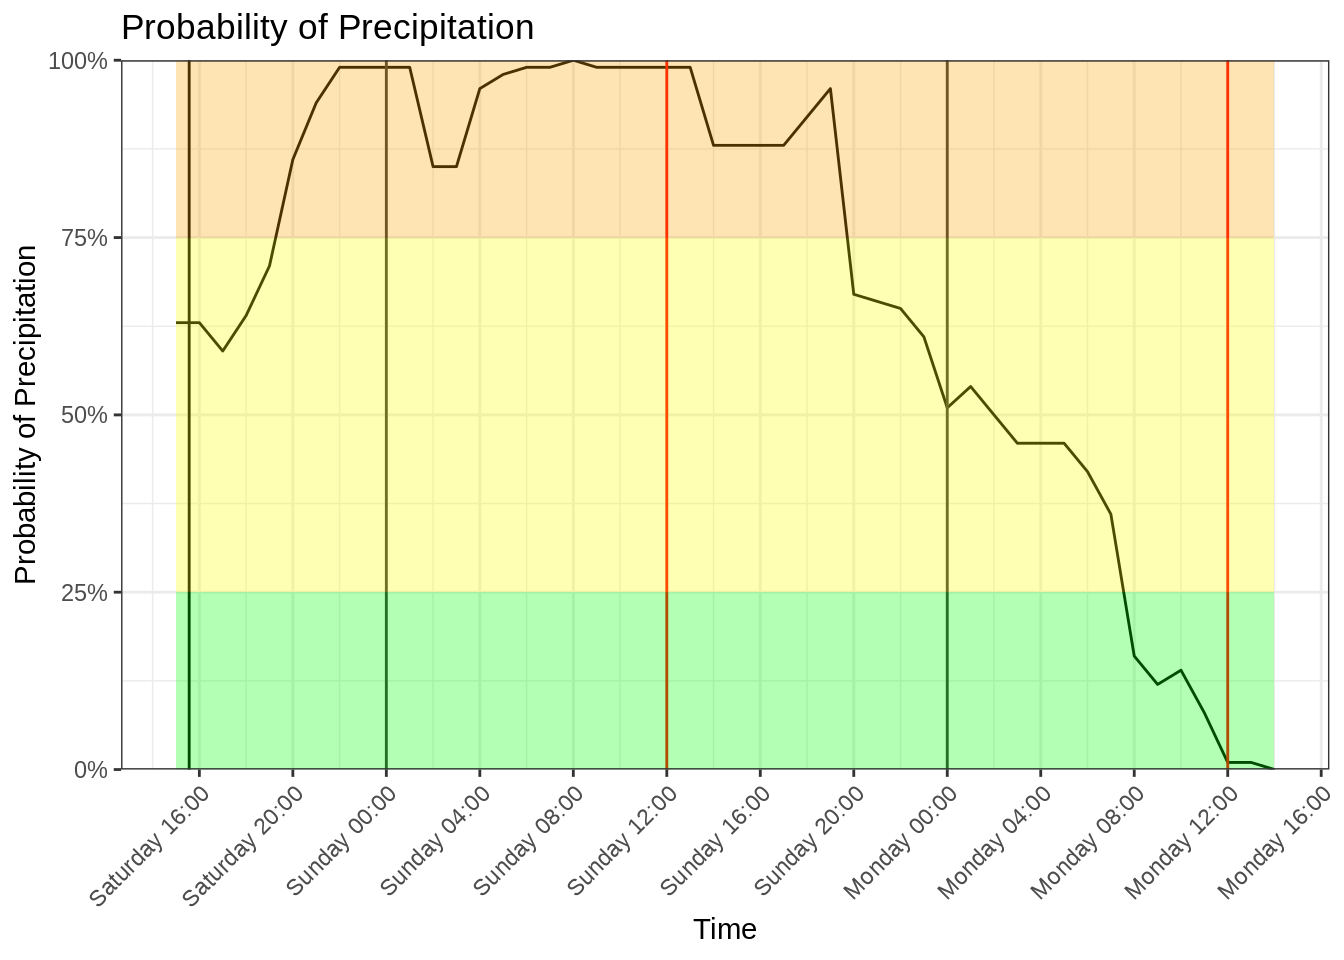 Probability of Precipitation
Probability of Precipitation
100%
75%
50%
25%
0%
Saturday 16:00
Saturday 20:00
Sunday 00:00
Sunday 04:00
Sunday 08:00
Sunday 12:00
Sunday 16:00
Sunday 20:00
Monday 00:00
Monday 04:00
Monday 08:00
Monday 12:00
Monday 16:00
Time